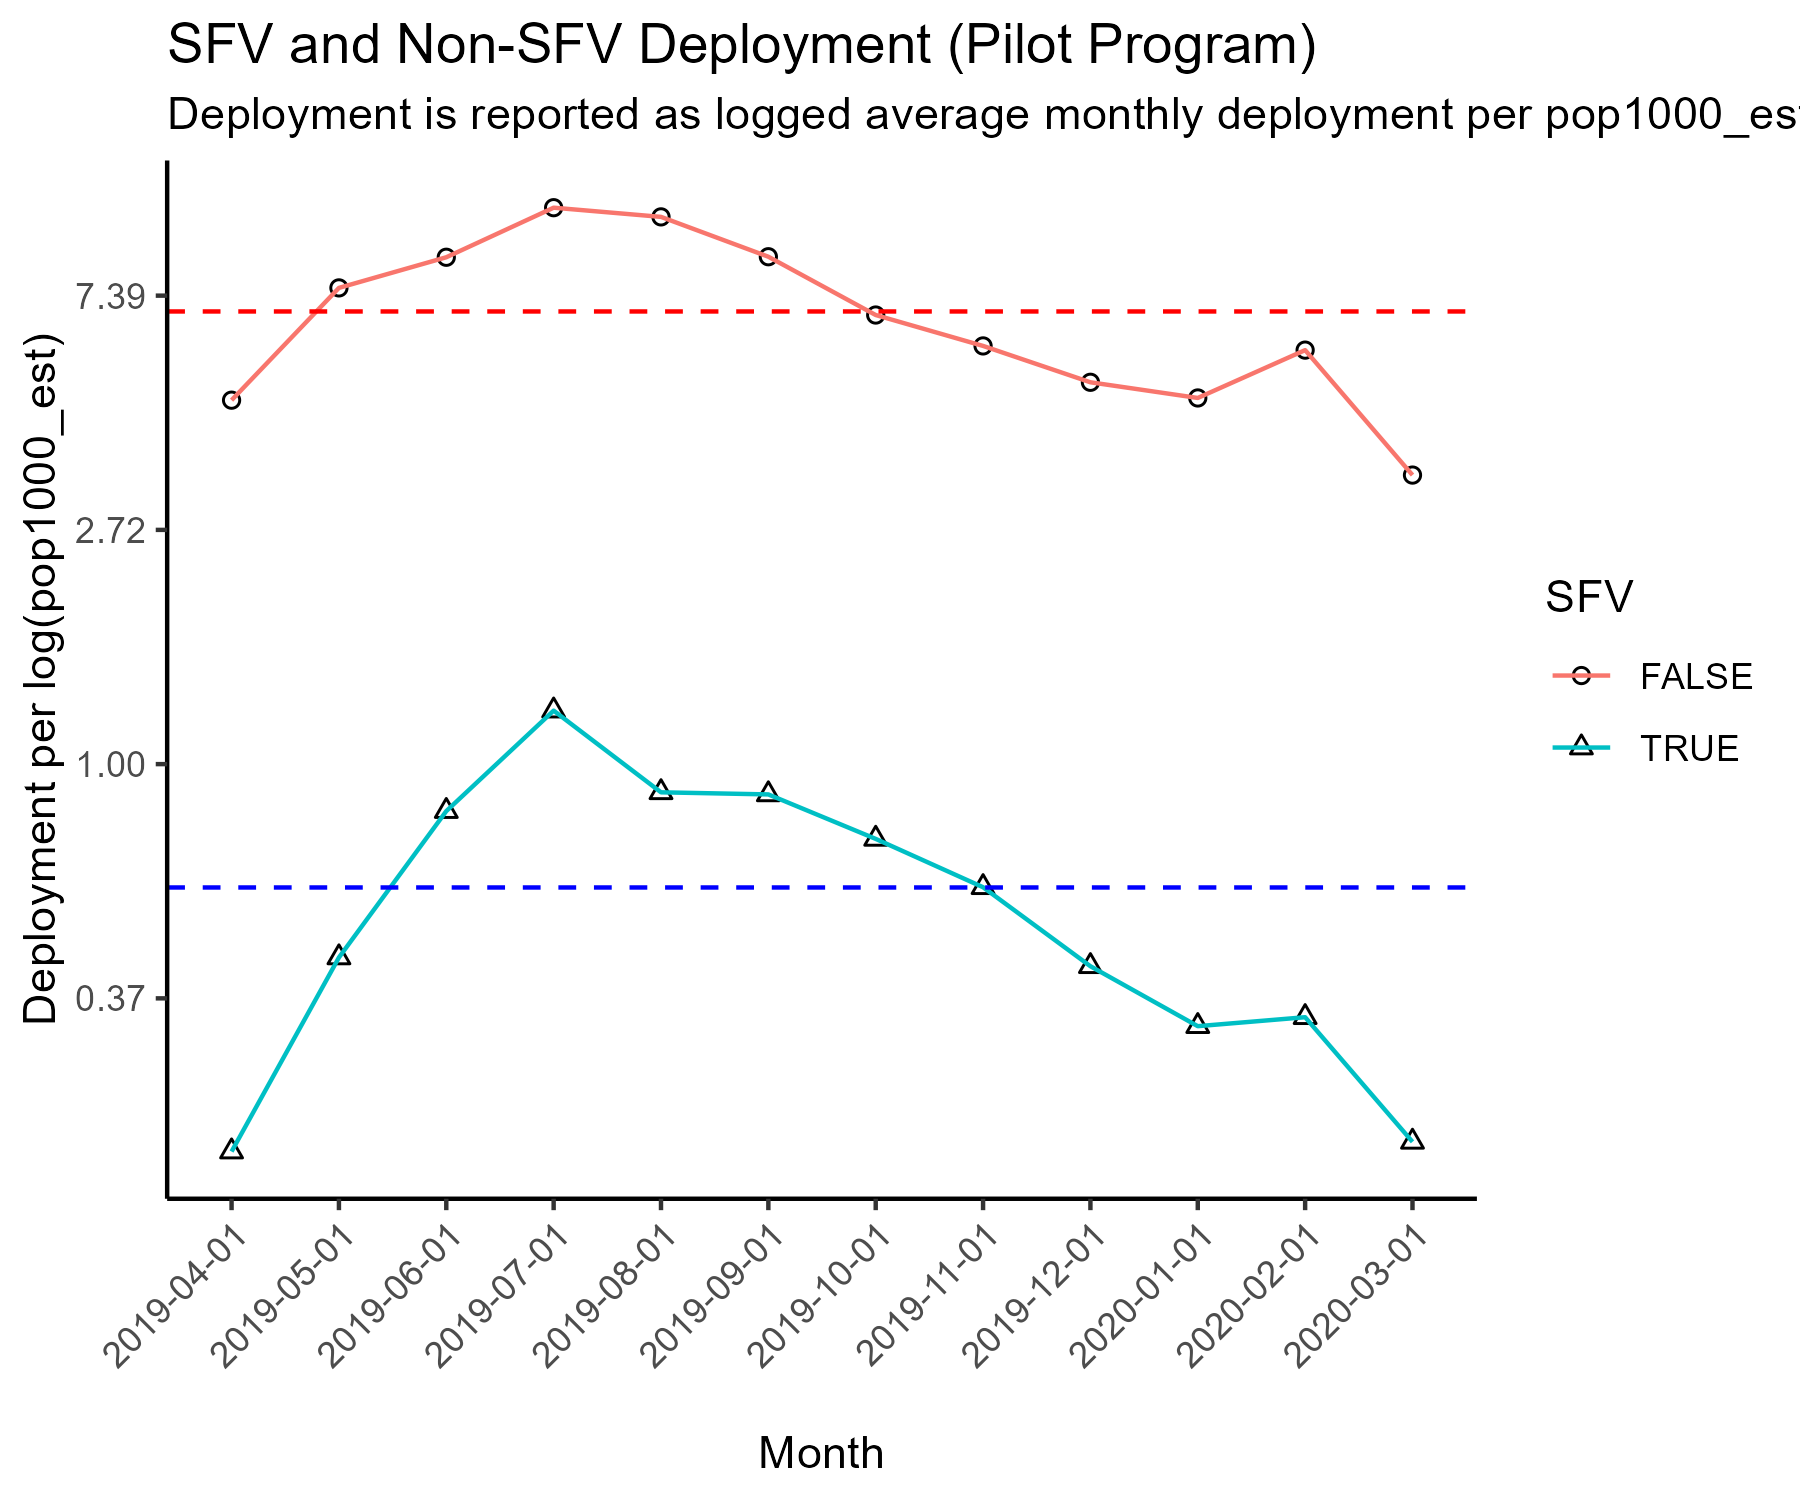 SFV and Non-SFV Deployment (Pilot Program)
Deployment is reported as logged average monthly deployment per pop1000_est
Deployment per log(pop1000_est)
7.39
2.72
1.00
0.37
SFV
FALSE
TRUE
2019-04-01
2019-05-01
2019-06-01
2019-07-01
2019-08-01
2019-09-01
2019-10-01
2019-11-01
2019-12-01
2020-01-01
2020-02-01
2020-03-01
Month